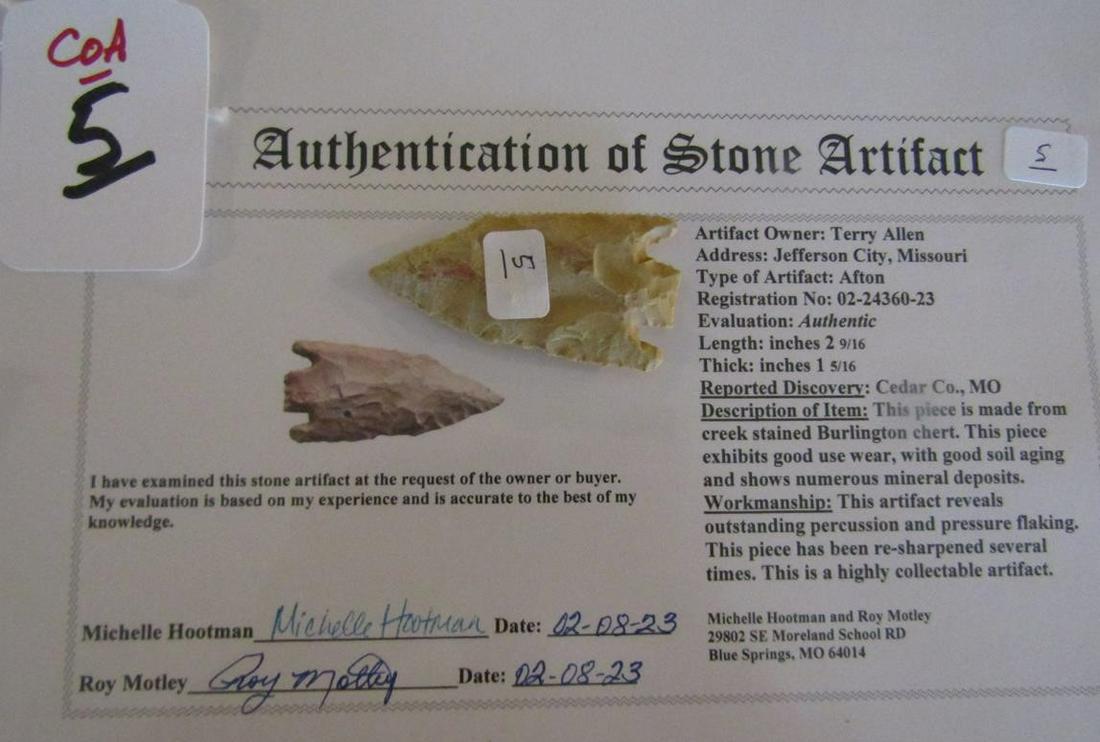 COA
5
Authentication of Stone Artifact
5
5
Artifact Owner: Terry Allen
Address: Jefferson City, Missouri
Type of Artifact: Afton
Registration No: 02-24360-23
Evaluation: Authentic
Length: inches 2 9/16
Thick: inches 1 5/16
Reported Discovery: Cedar Co., MO
Description of Item: This piece is made from
creek stained Burlington chert. This piece
exhibits good use wear, with good soil aging
and shows numerous mineral deposits.
Workmanship: This artifact reveals
outstanding percussion and pressure flaking.
This piece has been re-sharpened several
times. This is a highly collectable artifact.
I have examined this stone artifact at the request of the owner or buyer.
My evaluation is based on my experience and is accurate to the best of my
knowledge.
Michelle Hootman Michelle Hootman Date: 02-08-23
Roy Motley Roy Motley Date: 02-08-23
Michelle Hootman and Roy Motley
29802 SE Moreland School RD
Blue Springs, MO 64014